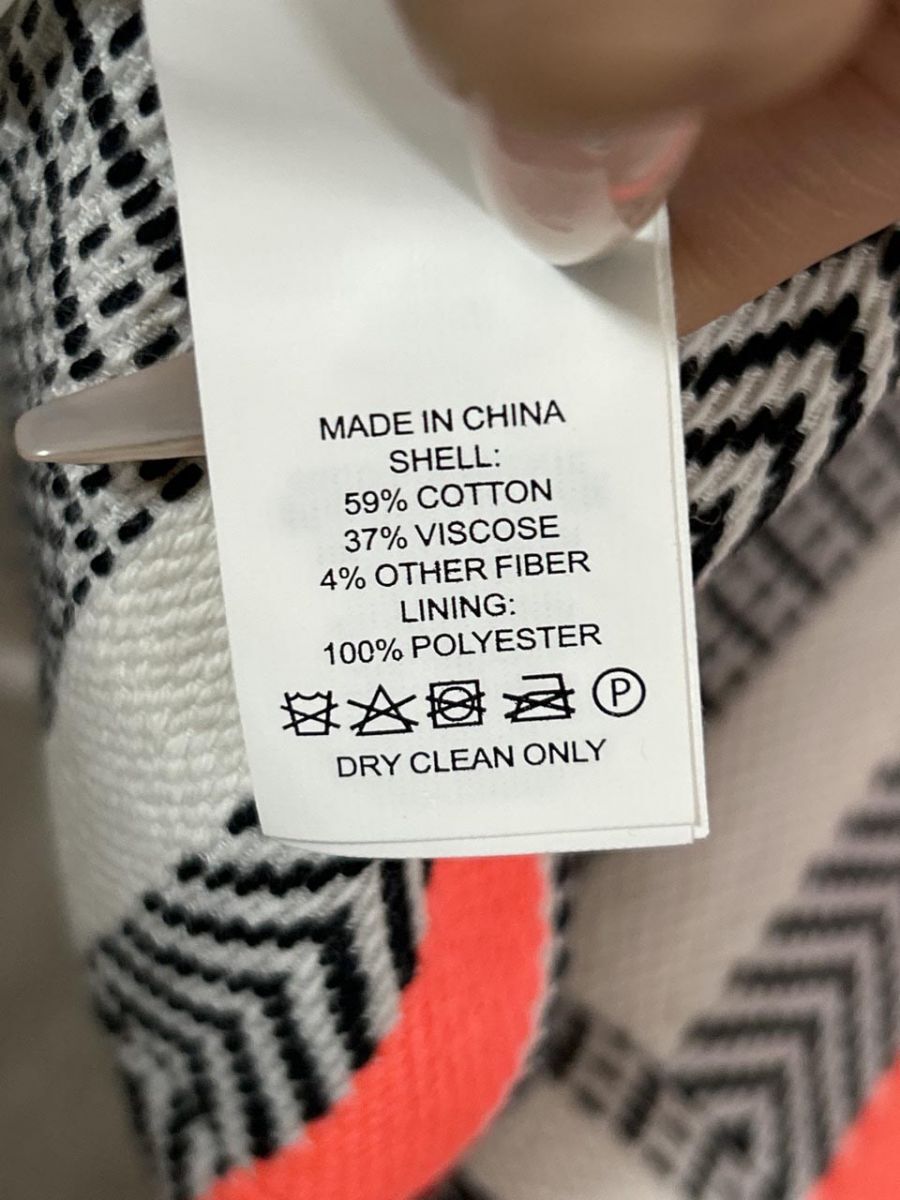 MADE IN CHINA
SHELL:
59% COTTON
37% VISCOSE
4% OTHER FIBER
LINING:
100% POLYESTER
P
DRY CLEAN ONLY